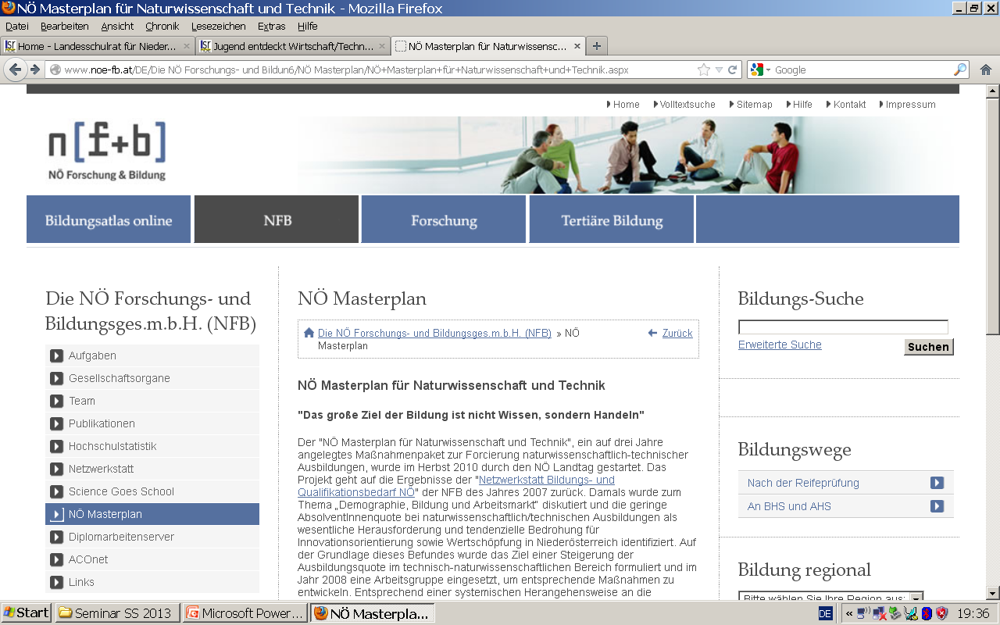 NÖ Masterplan für Naturwissenschaft und Technik - Mozilla Firefox
Datei Bearbeiten Ansicht Chronik Lesezeichen Extras Hilfe
Home - Landesschulrat für Nieder... Jugend entdeckt Wirtschaft/Techn... NÖ Masterplan für Naturwissensc...
www.noe-fb.at/DE/Die NÖ Forschungs- und Bildun6/NÖ Masterplan/NÖ+Masterplan+für+Naturwissenschaft+und+Technik.aspx Google
Home Volltextsuche Sitemap Hilfe Kontakt Impressum
n[f+b]
NÖ Forschung & Bildung
Bildungsatlas online NFB Forschung Tertiäre Bildung
Die NÖ Forschungs- und
Bildungsges.m.b.H. (NFB)
Aufgaben
Gesellschaftsorgane
Team
Publikationen
Hochschulstatistik
Netzwerkstatt
Science Goes School
NÖ Masterplan
Diplomarbeitenserver
ACOnet
Links
NÖ Masterplan
Die NÖ Forschungs- und Bildungsges.m.b.H. (NFB) » NÖ
Masterplan
Zurück
NÖ Masterplan für Naturwissenschaft und Technik
"Das große Ziel der Bildung ist nicht Wissen, sondern Handeln"
Der "NÖ Masterplan für Naturwissenschaft und Technik", ein auf drei Jahre
angelegtes Maßnahmenpaket zur Forcierung naturwissenschaftlich-technischer
Ausbildungen, wurde im Herbst 2010 durch den NÖ Landtag gestartet. Das
Projekt geht auf die Ergebnisse der "Netzwerkstatt Bildungs- und
Qualifikationsbedarf NÖ" der NFB des Jahres 2007 zurück. Damals wurde zum
Thema „Demographie, Bildung und Arbeitsmarkt" diskutiert und die geringe
AbsolventInnenquote bei naturwissenschaftlich/technischen Ausbildungen als
wesentliche Herausforderung und tendenzielle Bedrohung für
Innovationsorientierung sowie Wertschöpfung in Niederösterreich identifiziert. Auf
der Grundlage dieses Befundes wurde das Ziel einer Steigerung der
Ausbildungsquote im technisch-naturwissenschaftlichen Bereich formuliert und im
Jahr 2008 eine Arbeitsgruppe eingesetzt, um entsprechende Maßnahmen zu
entwickeln. Entsprechend einer systemischen Herangehensweise an die
Bildungs-Suche
Erweiterte Suche Suchen
Bildungswege
Nach der Reifeprüfung
An BHS und AHS
Bildung regional
Bitte wählen Sie Ihre Region aus:
Start Seminar SS 2013 Microsoft Power... NÖ Masterpla... DE « 19:36